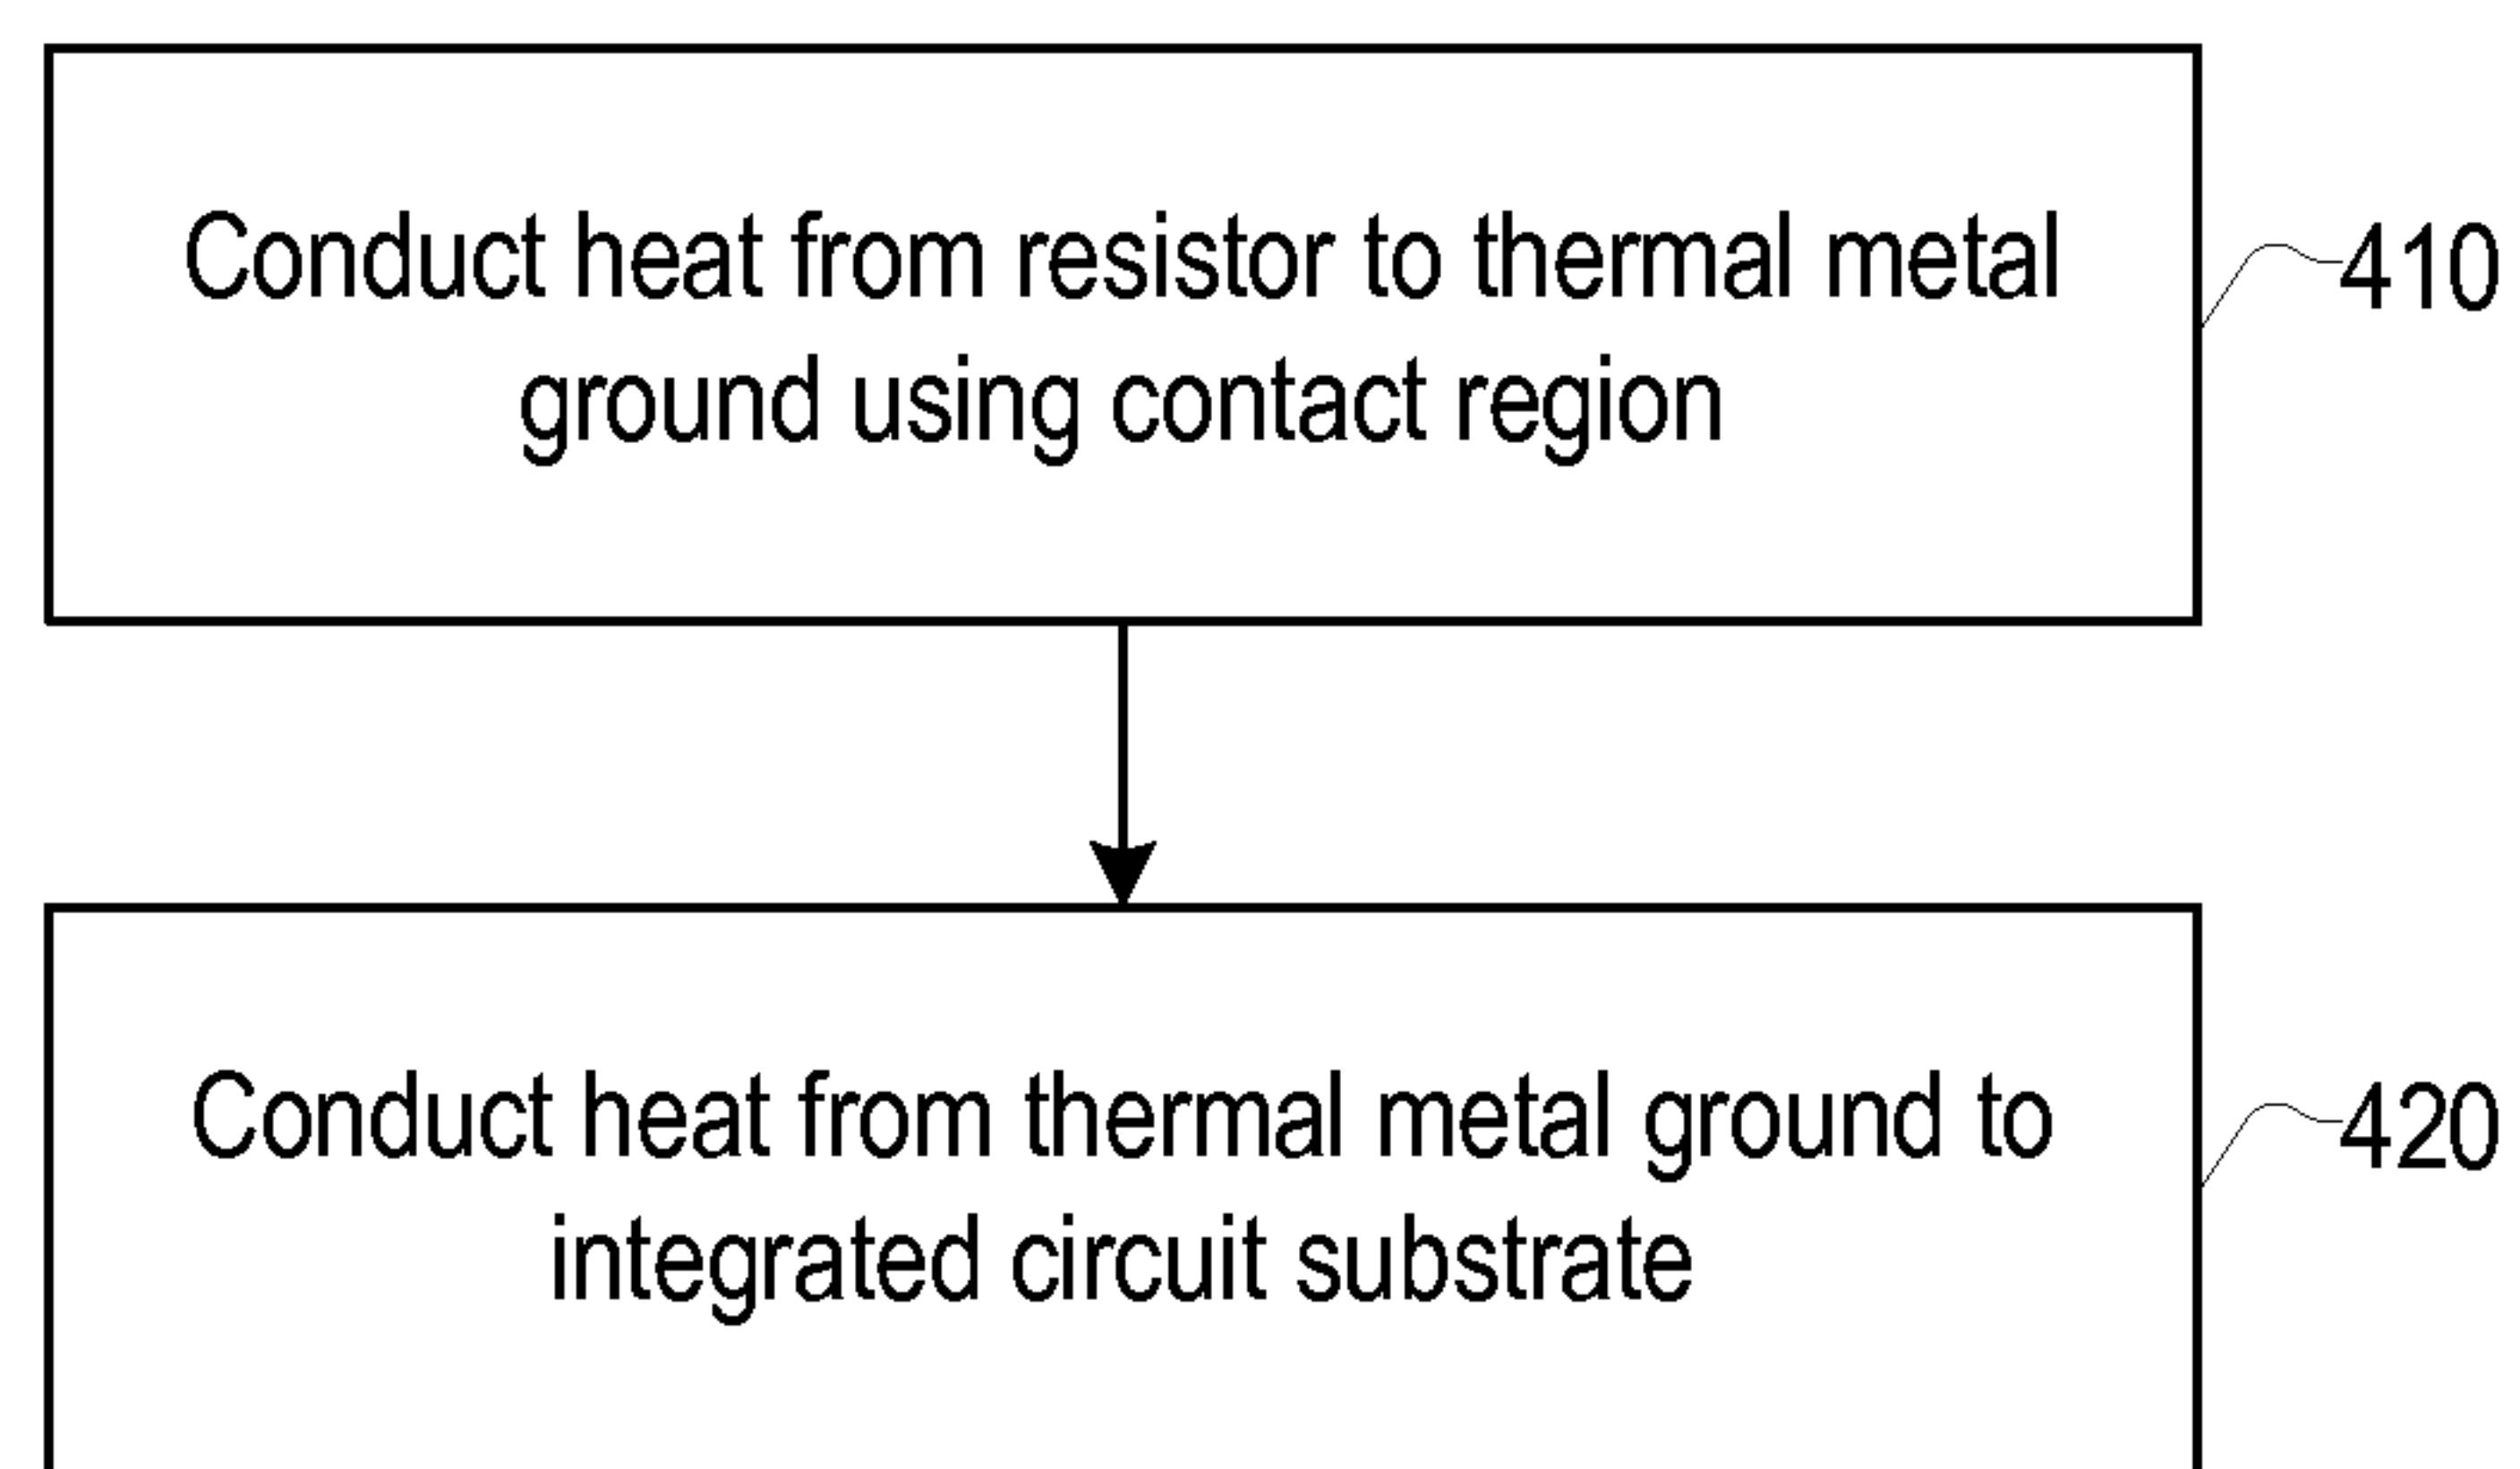 Conduct heat from resistor to thermal metal
ground using contact region
410
Conduct heat from thermal metal ground to
integrated circuit substrate
420